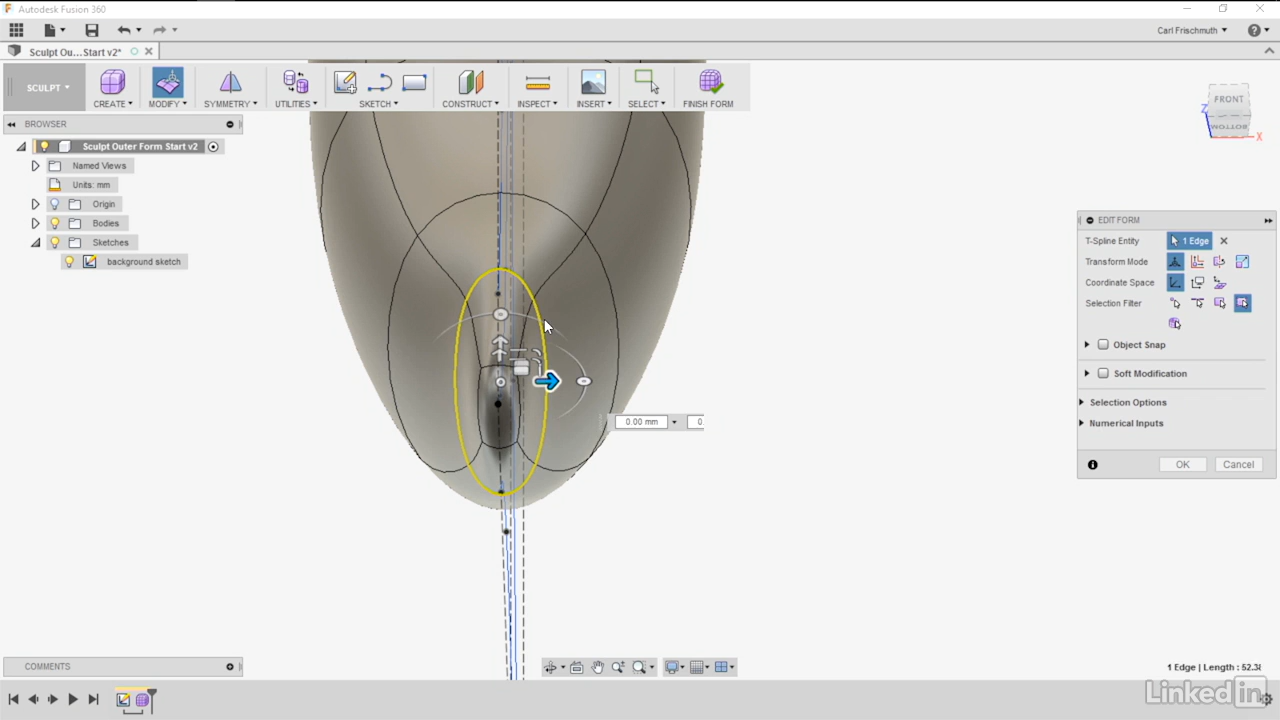 Autodesk Fusion 360
Carl Frischmuth
Sculpt Ou...Start v2*
SCULPT
CREATE
MODIFY
SYMMETRY
UTILITIES
SKETCH
CONSTRUCT
INSPECT
INSERT
SELECT
FINISH FORM
FRONT
BOTTOM
Z
X
BROWSER
Sculpt Outer Form Start v2
Named Views
Units: mm
Origin
Bodies
Sketches
background sketch
EDIT FORM
T-Spline Entity
1 Edge
Transform Mode
Coordinate Space
Selection Filter
Object Snap
Soft Modification
Selection Options
Numerical Inputs
OK
Cancel
0.00 mm
0.
COMMENTS
1 Edge | Length : 52.3
LinkedIn